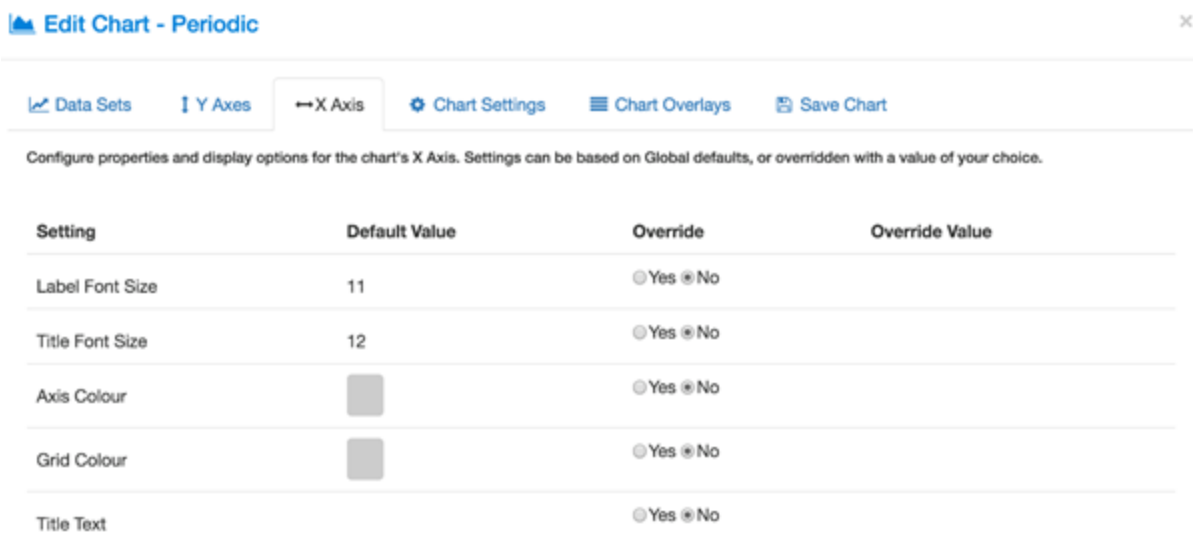 Edit Chart - Periodic
×
Data Sets Y Axes X Axis Chart Settings Chart Overlays Save Chart
Configure properties and display options for the chart's X Axis. Settings can be based on Global defaults, or overridden with a value of your choice.
Setting Default Value Override Override Value
Label Font Size 11 Yes No
Title Font Size 12 Yes No
Axis Colour Yes No
Grid Colour Yes No
Title Text Yes No